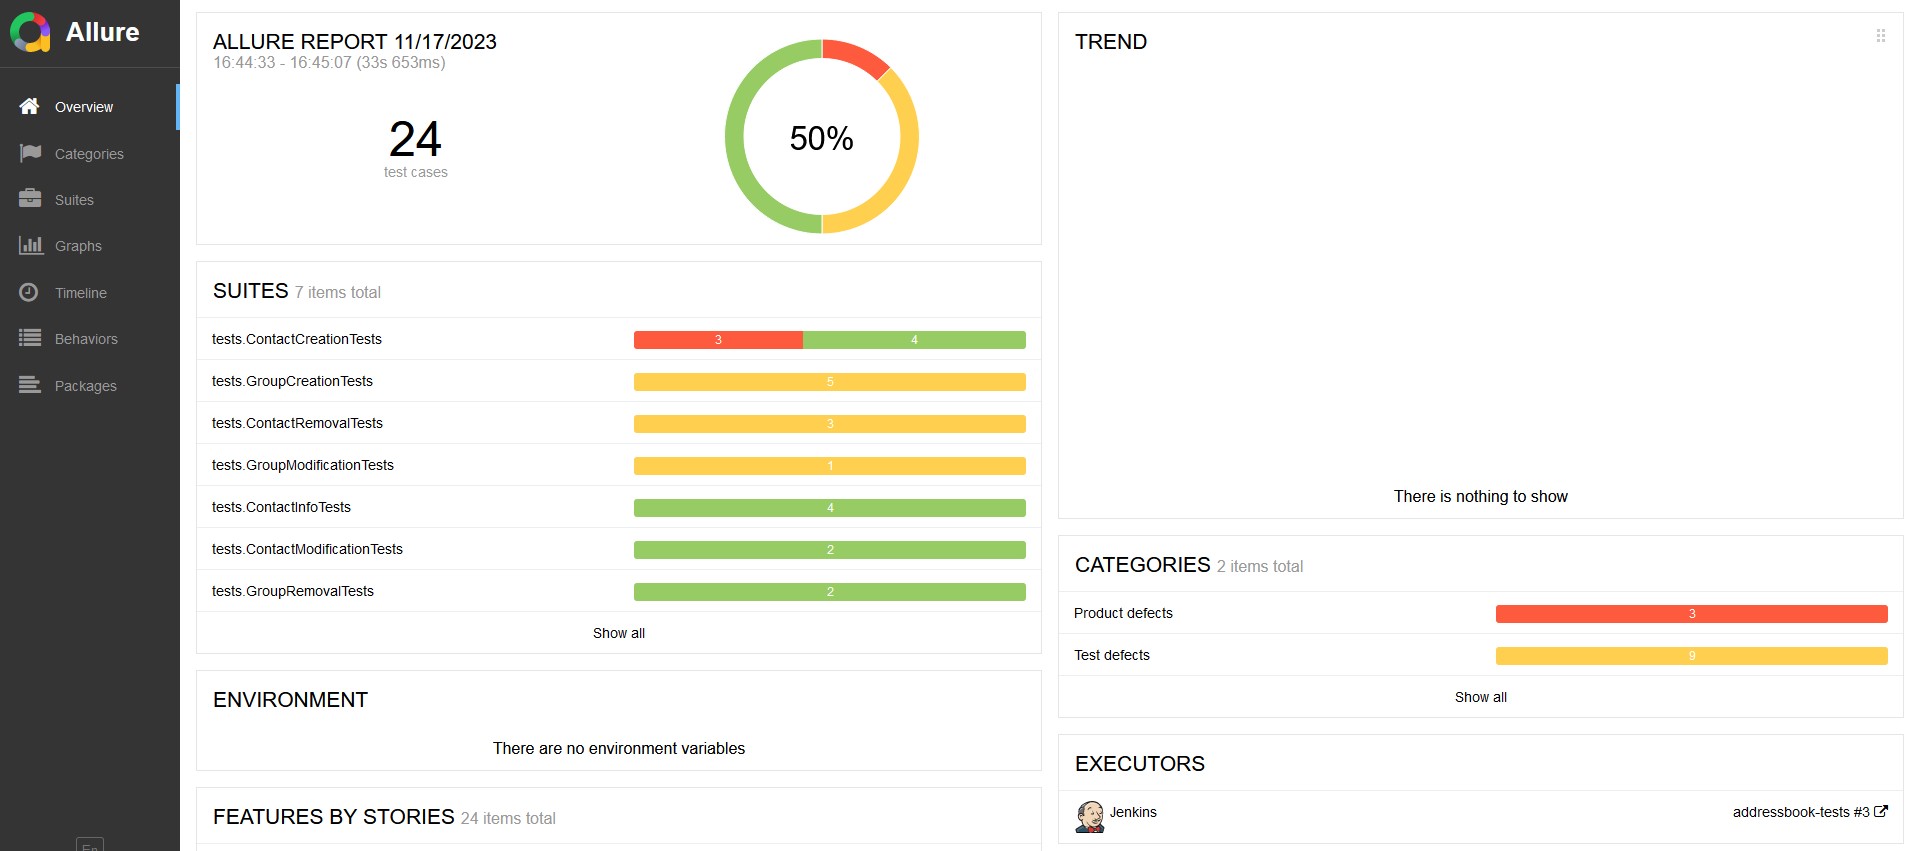 Allure
Overview
Categories
Suites
Graphs
Timeline
Behaviors
Packages
En
ALLURE REPORT 11/17/2023
16:44:33 - 16:45:07 (33s 653ms)
24
test cases
50%
SUITES 7 items total
tests.ContactCreationTests 3 4
tests.GroupCreationTests 5
tests.ContactRemovalTests 3
tests.GroupModificationTests 1
tests.ContactInfoTests 4
tests.ContactModificationTests 2
tests.GroupRemovalTests 2
Show all
ENVIRONMENT
There are no environment variables
FEATURES BY STORIES 24 items total
TREND
There is nothing to show
CATEGORIES 2 items total
Product defects 3
Test defects 9
Show all
EXECUTORS
Jenkins addressbook-tests #3